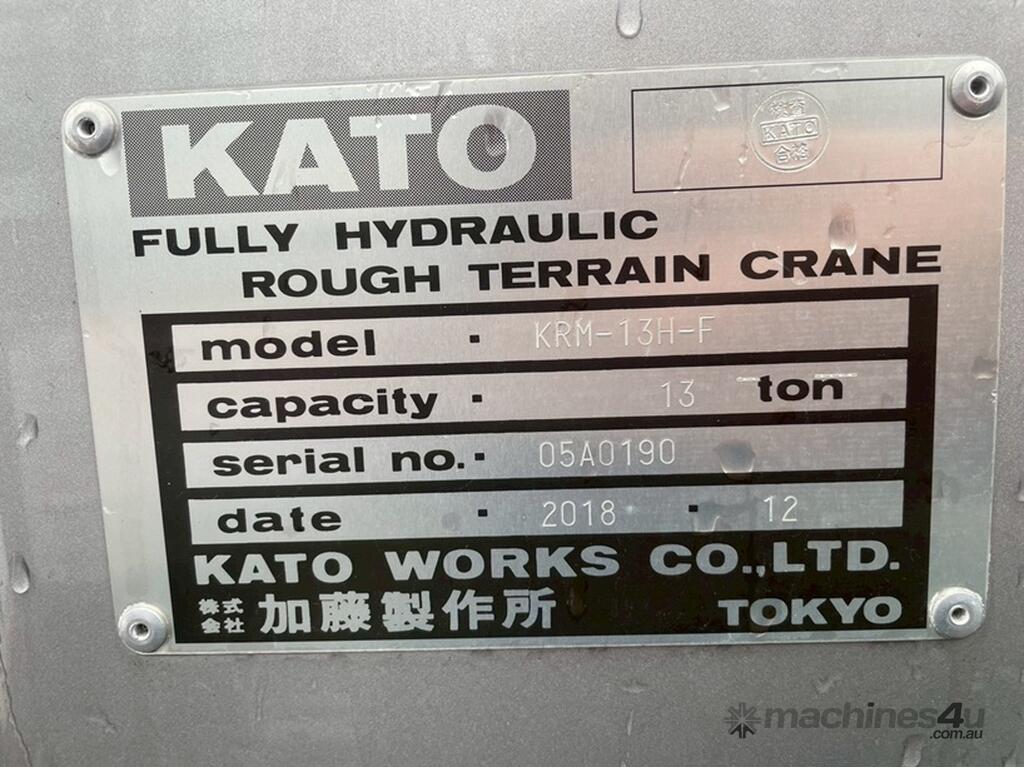 KATO
検査
KATO
合格
FULLY HYDRAULIC
ROUGH TERRAIN CRANE
model · KRM-13H-F
capacity · 13 ton
serial no. · 05A0190
date · 2018 · 12
KATO WORKS CO.,LTD.
株式会社 加藤製作所 TOKYO
machines4u
.com.au